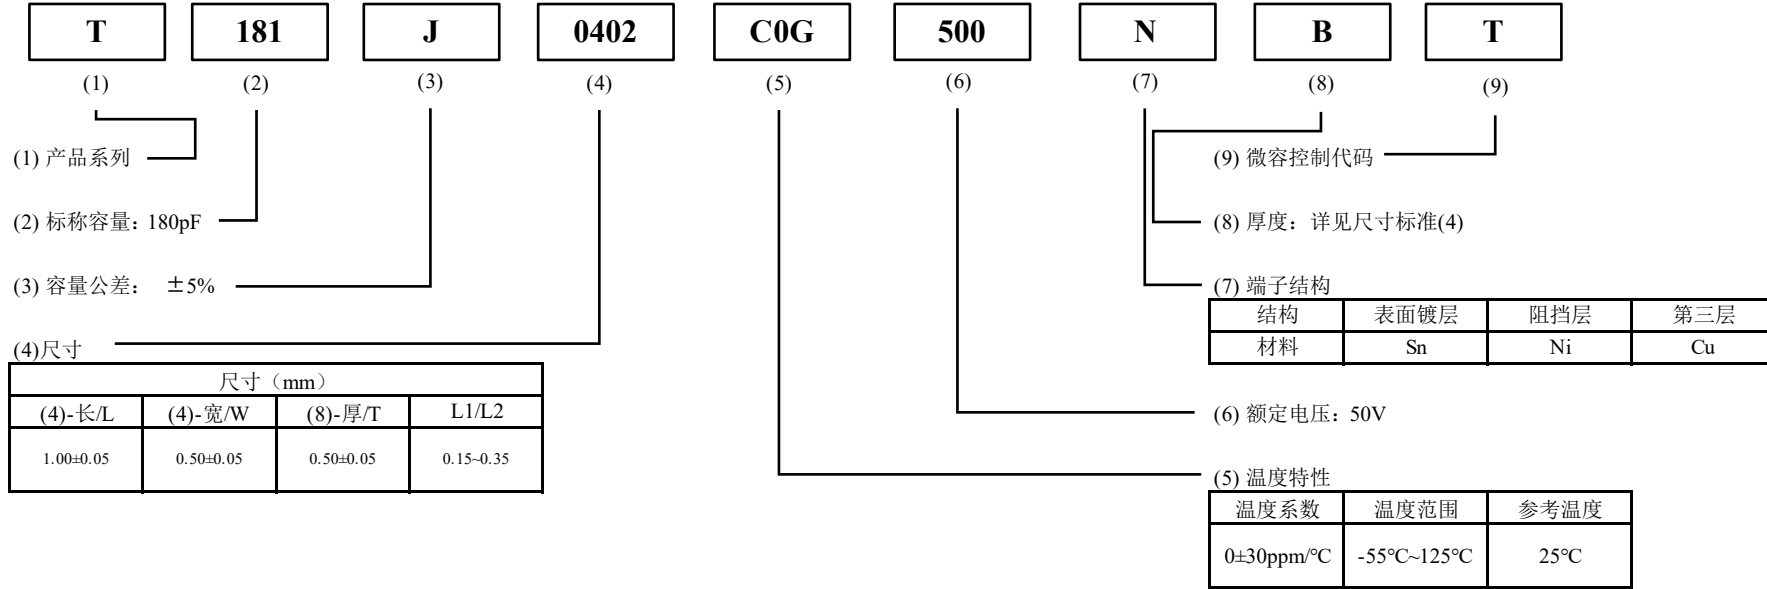 T 181 J 0402 C0G 500 N B T
(1) (2) (3) (4) (5) (6) (7) (8) (9)
(1) 产品系列
(9) 微容控制代码
(2) 标称容量：180pF
(8) 厚度：详见尺寸标准(4)
(3) 容量公差： ±5%
(7) 端子结构
结构 表面镀层 阻挡层 第三层
材料 Sn Ni Cu
(4)尺寸
尺寸（mm）
(4)-长/L (4)-宽/W (8)-厚/T L1/L2
1.00±0.05 0.50±0.05 0.50±0.05 0.15~0.35
(6) 额定电压：50V
(5) 温度特性
温度系数 温度范围 参考温度
0±30ppm/℃ -55℃~125℃ 25℃